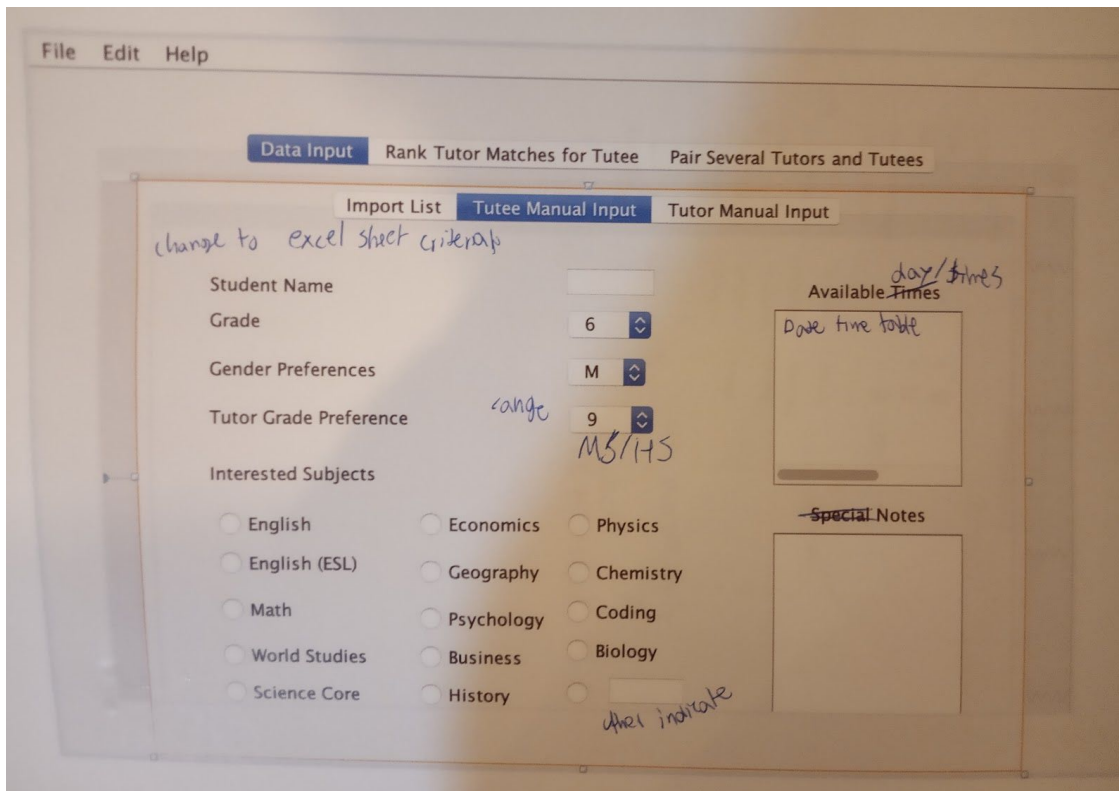 File Edit Help
Data Input Rank Tutor Matches for Tutee Pair Several Tutors and Tutees
Import List Tutee Manual Input Tutor Manual Input
change to excel sheet
day/times
Student Name
Available Times
Grade 6
Date time table
Gender Preferences M
Tutor Grade Preference range 9
MS/HS
Interested Subjects
Special Notes
English Economics Physics
English (ESL) Geography Chemistry
Math Psychology Coding
World Studies Business Biology
Science Core History
other indicate